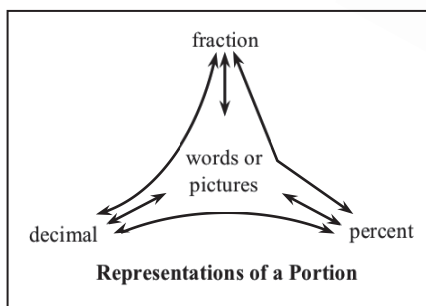 fraction
words or
pictures
decimal
percent
Representations of a Portion